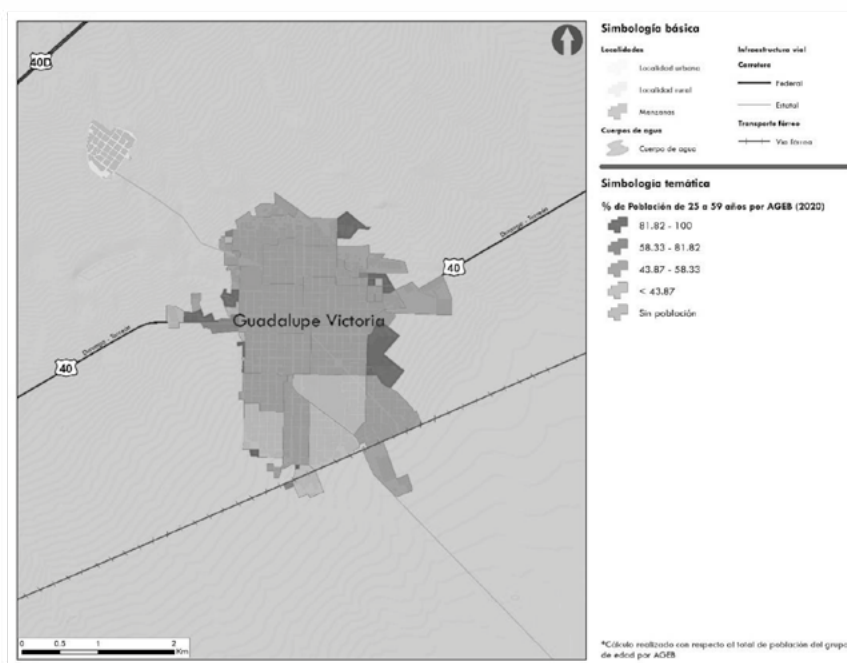 40D
40
Durango - Torreón
Guadalupe Victoria
Durango - Torreón
40
0 0.5 1 2
Km
Simbología básica
Localidades
Localidad urbana
Localidad rural
Manzanas
Cuerpos de agua
Cuerpo de agua
Infraestructura vial
Carretera
Federal
Estatal
Transporte férreo
Vía férrea
Simbología temática
% de Población de 25 a 59 años por AGEB (2020)
81.82 - 100
58.33 - 81.82
43.87 - 58.33
< 43.87
Sin población
*Cálculo realizado con respecto al total de población del grupo
de edad por AGEB